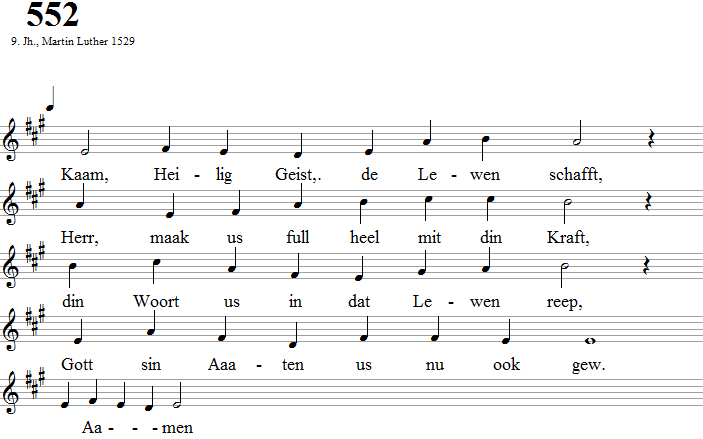 552
9. Jh., Martin Luther 1529
Kaam, Hei - lig Geist,. de Le - wen schafft,
Herr, maak us full heel mit din Kraft,
din Woort us in dat Le - wen reep,
Gott sin Aaa - ten us nu ook gew.
Aa - - - men